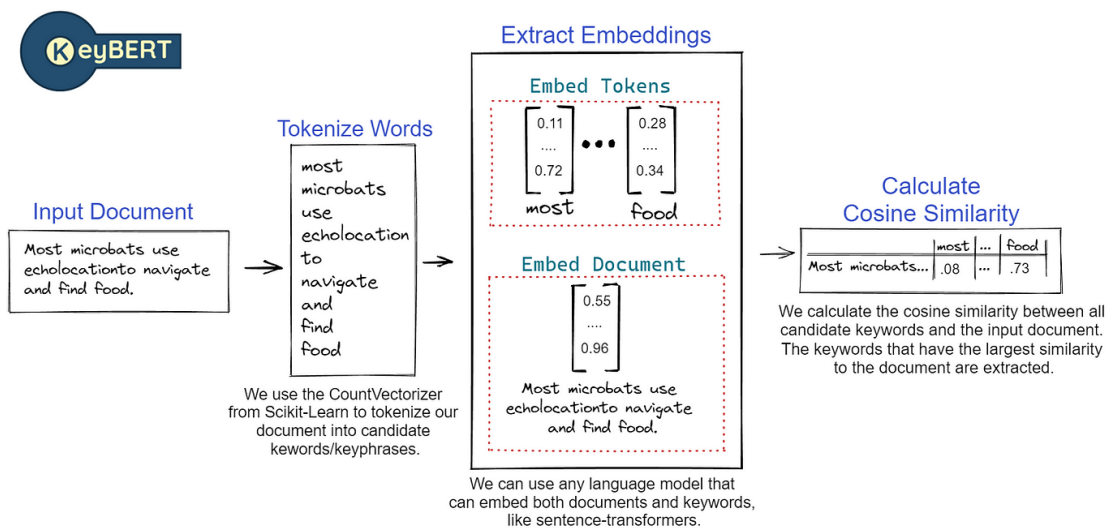 KeyBERT
Input Document
Most microbats use
echolocationto navigate
and find food.
Tokenize Words
most
microbats
use
echolocation
to
navigate
and
find
food
We use the CountVectorizer
from Scikit-Learn to tokenize our
document into candidate
kewords/keyphrases.
Extract Embeddings
Embed Tokens
0.11
....
0.72
most
•••
0.28
....
0.34
food
Embed Document
0.55
....
0.96
Most microbats use
echolocationto navigate
and find food.
We can use any language model that
can embed both documents and keywords,
like sentence-transformers.
Calculate
Cosine Similarity
most ... food
Most microbats... .08 ... .73
We calculate the cosine similarity between all
candidate keywords and the input document.
The keywords that have the largest similarity
to the document are extracted.